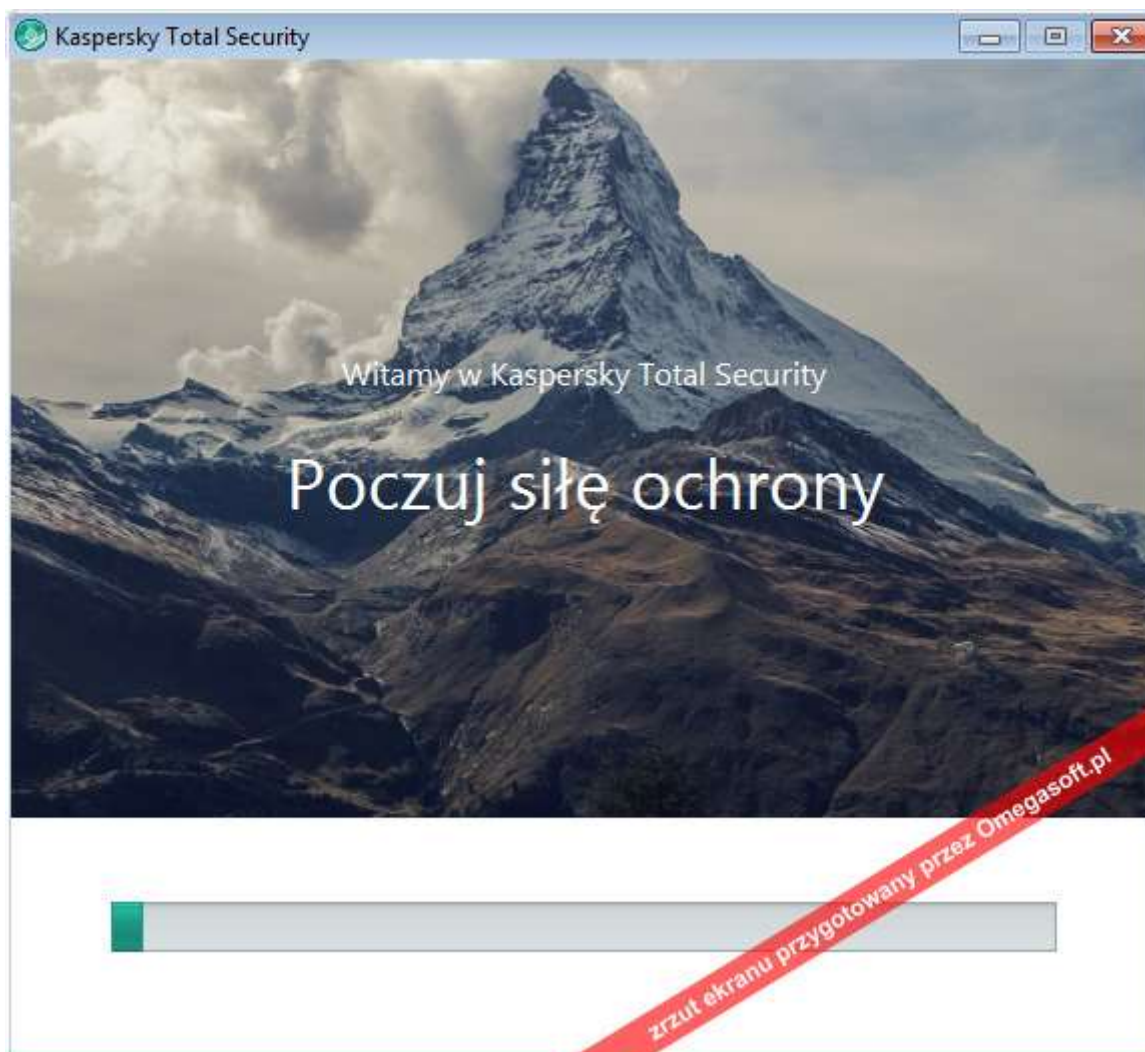 Kaspersky Total Security
Witamy w Kaspersky Total Security
Poczuj siłę ochrony
zrzut ekranu przygotowany przez Omegasoft.pl